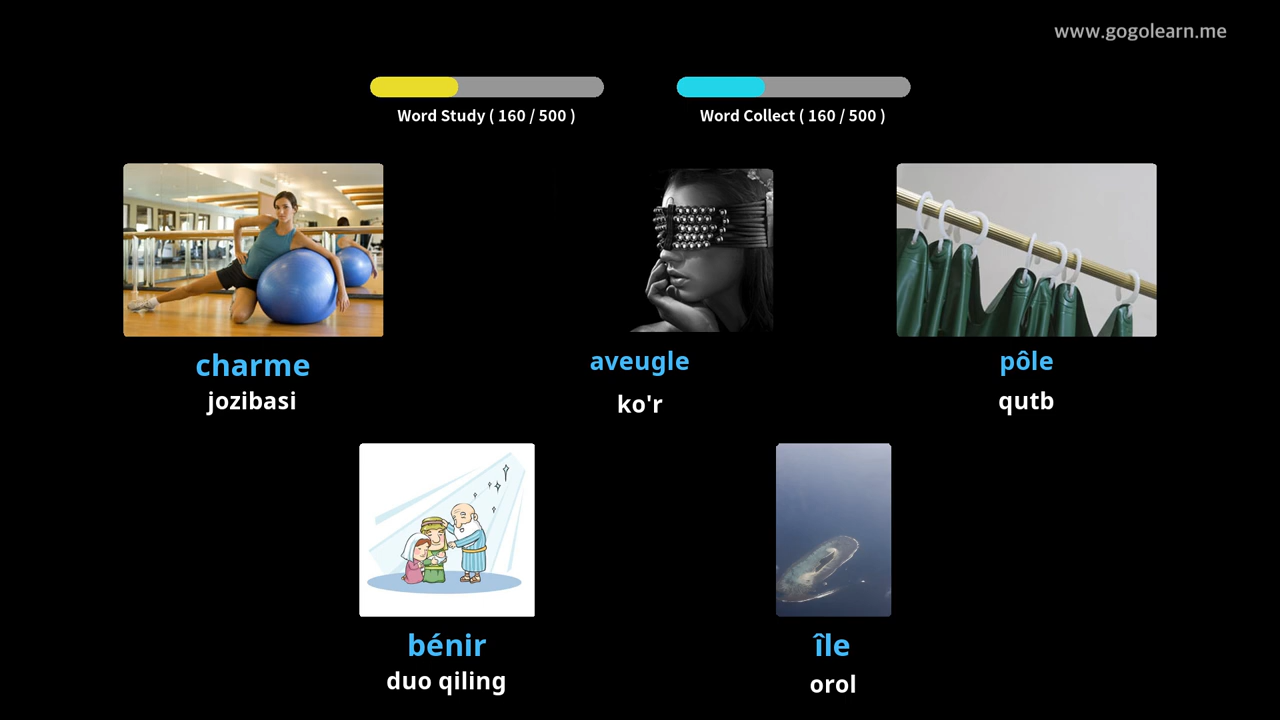 www.gogolearn.me
Word Study ( 160 / 500 )
Word Collect ( 160 / 500 )
charme
jozibasi
aveugle
ko'r
pôle
qutb
bénir
duo qiling
île
orol